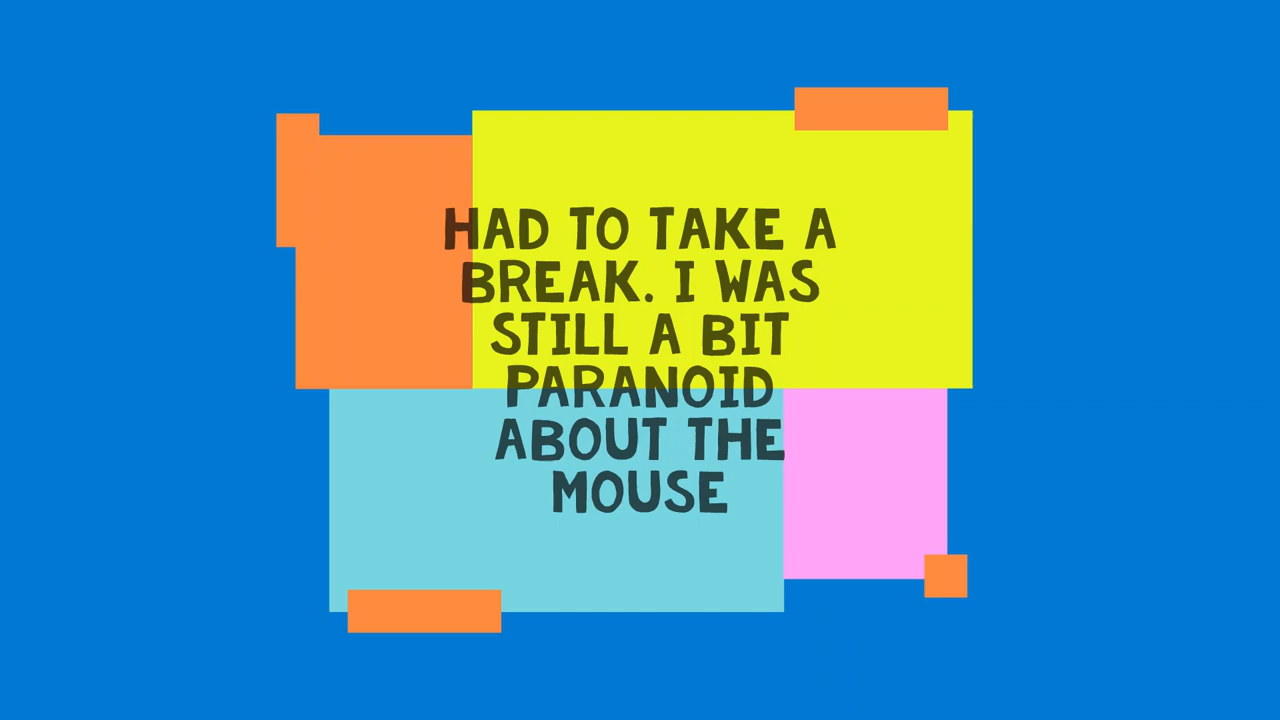 HAD TO TAKE A
BREAK. I WAS
STILL A BIT
PARANOID
ABOUT THE
MOUSE